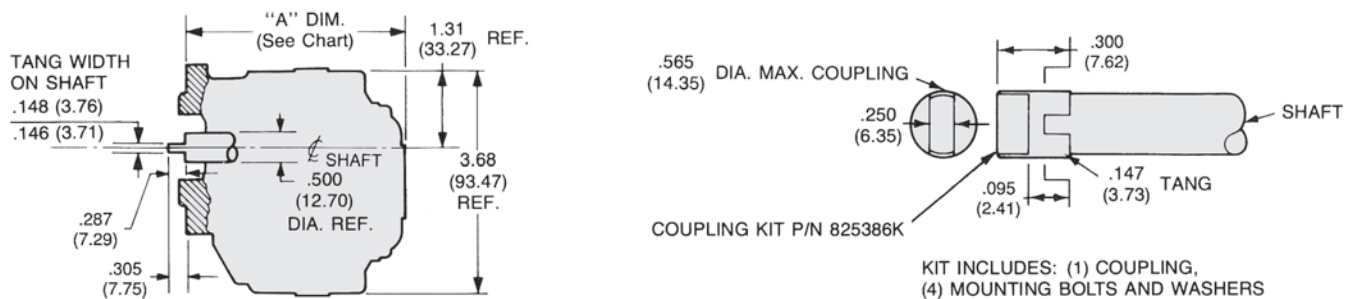 "A" DIM.
(See Chart)
1.31
(33.27)
REF.
TANG WIDTH
ON SHAFT
.148 (3.76)
.146 (3.71)
℄
SHAFT
.500
(12.70)
DIA. REF.
3.68
(93.47)
REF.
.287
(7.29)
.305
(7.75)
.565
(14.35)
DIA. MAX. COUPLING
.300
(7.62)
.250
(6.35)
SHAFT
.095
(2.41)
.147
(3.73)
TANG
COUPLING KIT P/N 825386K
KIT INCLUDES: (1) COUPLING,
(4) MOUNTING BOLTS AND WASHERS